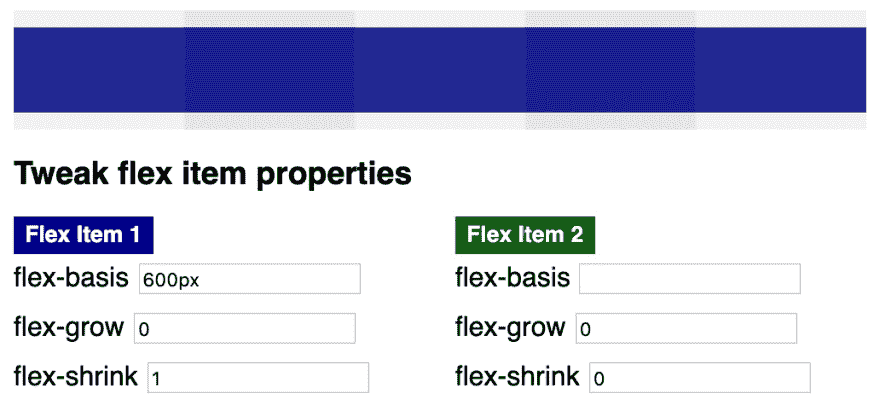 Tweak flex item properties
Flex Item 1
flex-basis 600px
flex-grow 0
flex-shrink 1
Flex Item 2
flex-basis
flex-grow 0
flex-shrink 0